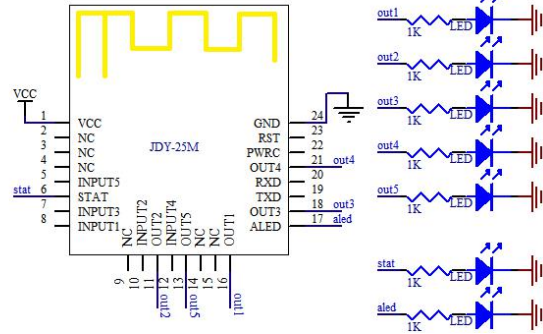 VCC
JDY-25M
1 VCC
2 NC
3 NC
4 NC
5 INPUT5
stat 6 STAT
7 INPUT3
8 INPUT1
GND 24
RST 23
PWRC 22
OUT4 21 out4
RXD 20
TXD 19
OUT3 18 out3
ALED 17 aled
NC 9
INPUT2 10
OUT2 11 out2
INPUT4 12
OUT5 13 out5
NC 14
NC 15
OUT1 16 out1
out1 1K LED
out2 1K LED
out3 1K LED
out4 1K LED
out5 1K LED
stat 1K LED
aled 1K LED